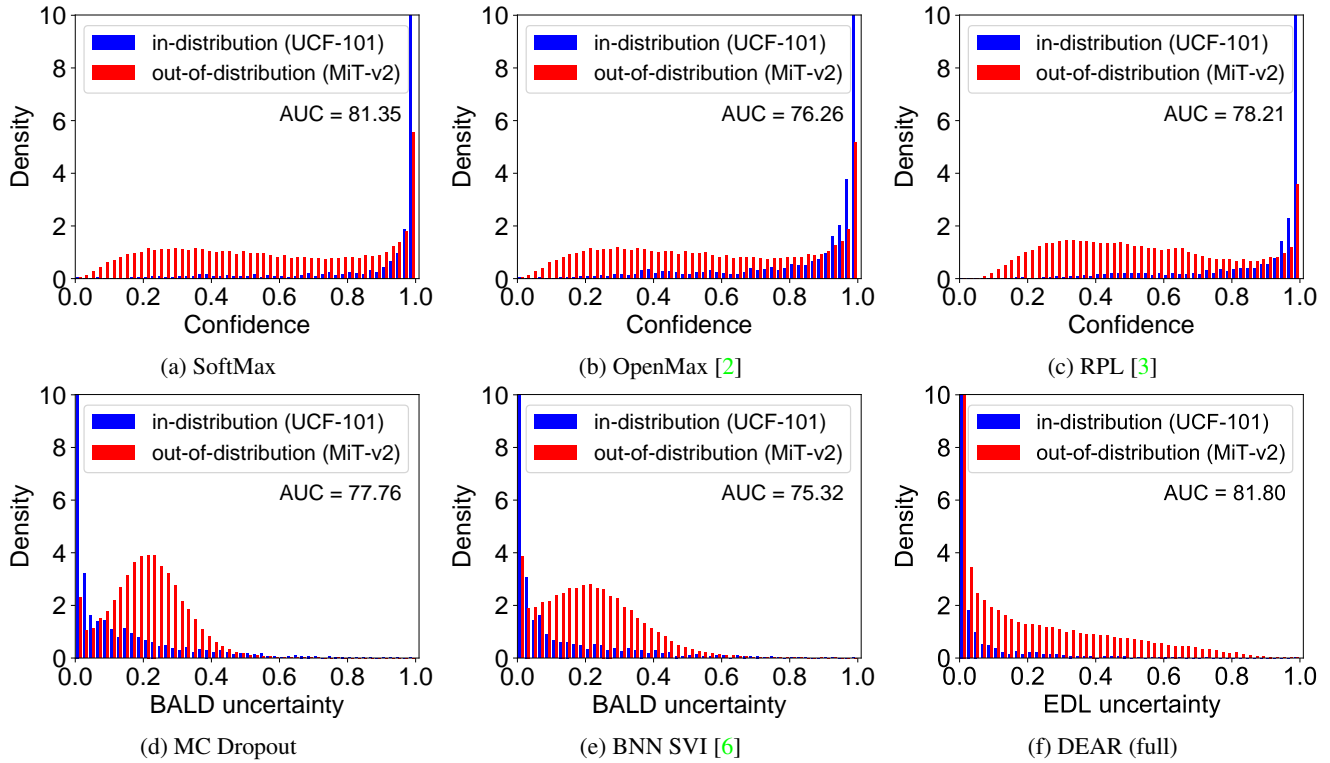 10
8
6
4
2
0
Density
in-distribution (UCF-101)
out-of-distribution (MiT-v2)
AUC = 81.35
0.0 0.2 0.4 0.6 0.8 1.0
Confidence
(a) SoftMax
10
8
6
4
2
0
Density
in-distribution (UCF-101)
out-of-distribution (MiT-v2)
AUC = 76.26
0.0 0.2 0.4 0.6 0.8 1.0
Confidence
(b) OpenMax [2]
10
8
6
4
2
0
Density
in-distribution (UCF-101)
out-of-distribution (MiT-v2)
AUC = 78.21
0.0 0.2 0.4 0.6 0.8 1.0
Confidence
(c) RPL [3]
10
8
6
4
2
0
Density
in-distribution (UCF-101)
out-of-distribution (MiT-v2)
AUC = 77.76
0.0 0.2 0.4 0.6 0.8 1.0
BALD uncertainty
(d) MC Dropout
10
8
6
4
2
0
Density
in-distribution (UCF-101)
out-of-distribution (MiT-v2)
AUC = 75.32
0.0 0.2 0.4 0.6 0.8 1.0
BALD uncertainty
(e) BNN SVI [6]
10
8
6
4
2
0
Density
in-distribution (UCF-101)
out-of-distribution (MiT-v2)
AUC = 81.80
0.0 0.2 0.4 0.6 0.8 1.0
EDL uncertainty
(f) DEAR (full)